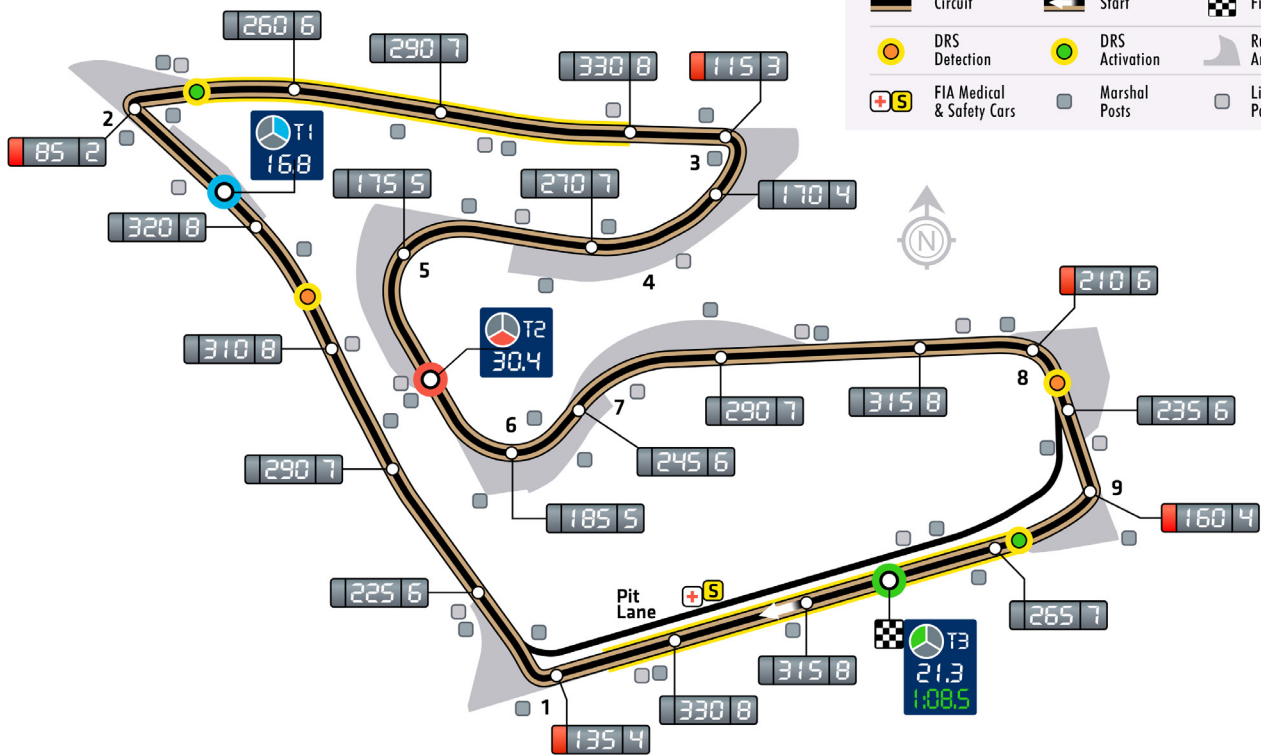 Circuit
Start
DRS
Detection
DRS
Activation
FIA Medical
& Safety Cars
Marshal
Posts
S
260 6
290 7
330 8
115 3
2
85 2
T1
16.8
3
175 5
270 7
170 4
320 8
N
5
4
210 6
T2
30.4
310 8
8
290 7
315 8
235 6
6
7
245 6
290 7
9
185 5
160 4
225 6
Pit
Lane
S
265 7
T3
21.3
1:08.5
315 8
330 8
1
135 4